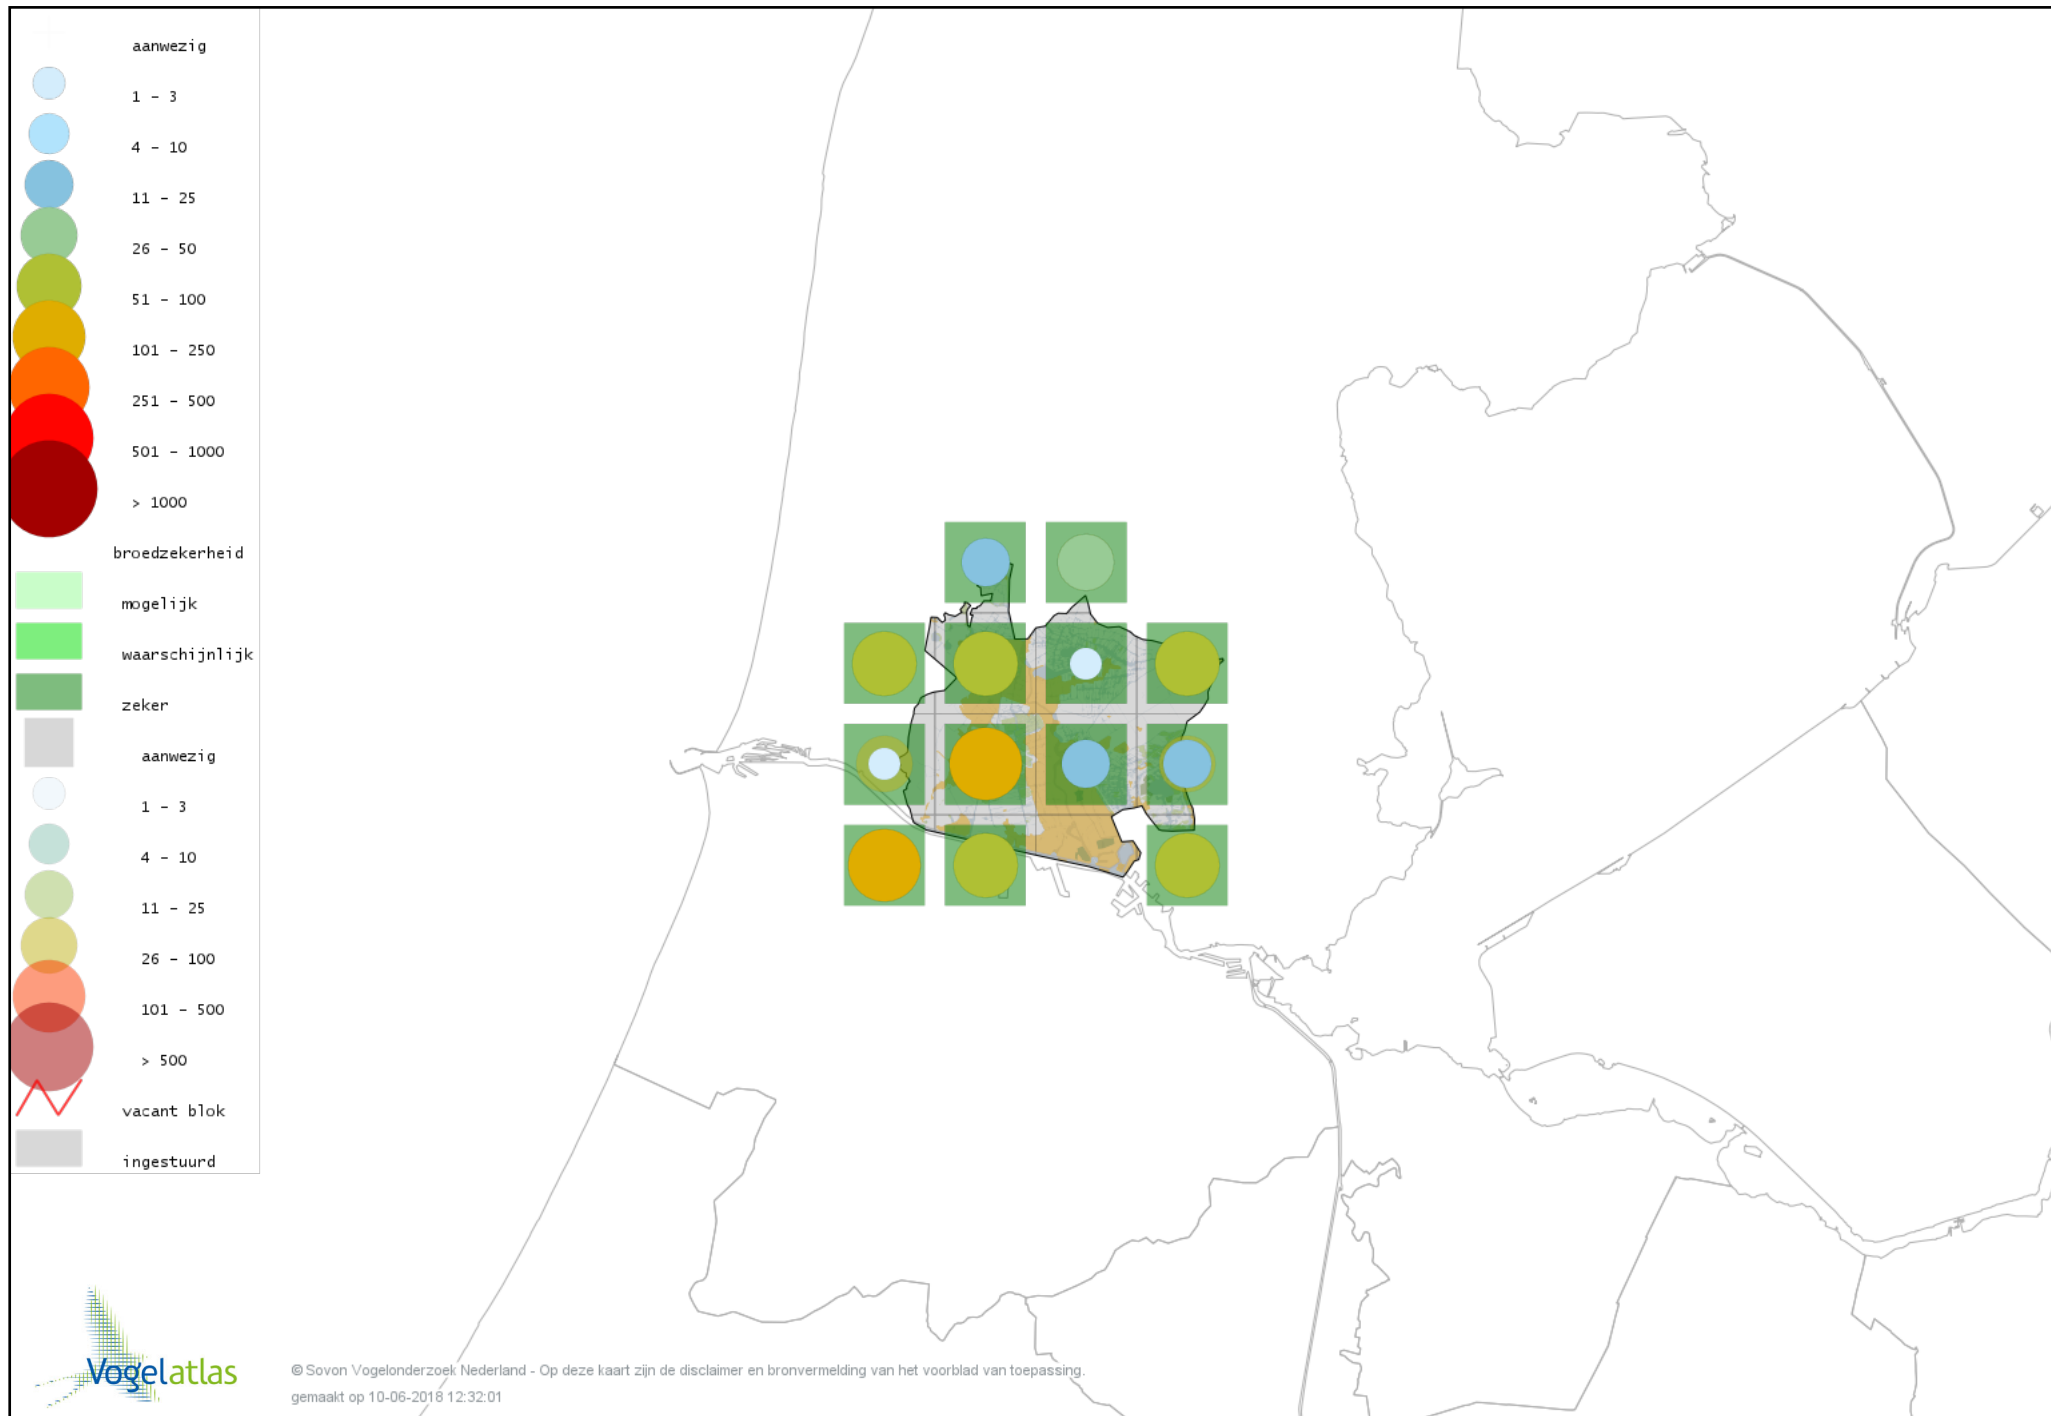 aanwezig
1 - 3
4 - 10
11 - 25
26 - 50
51 - 100
101 - 250
251 - 500
501 - 1000
> 1000
broedzekerheid
mogelijk
waarschijnlijk
zeker
aanwezig
1 - 3
4 - 10
11 - 25
26 - 100
101 - 500
> 500
vacant blok
ingestuurd
Vogelatlas
© Sovon Vogelonderzoek Nederland - Op deze kaart zijn de disclaimer en bronvermelding van het voorblad van toepassing.
gemaakt op 10-06-2018 12:32:01